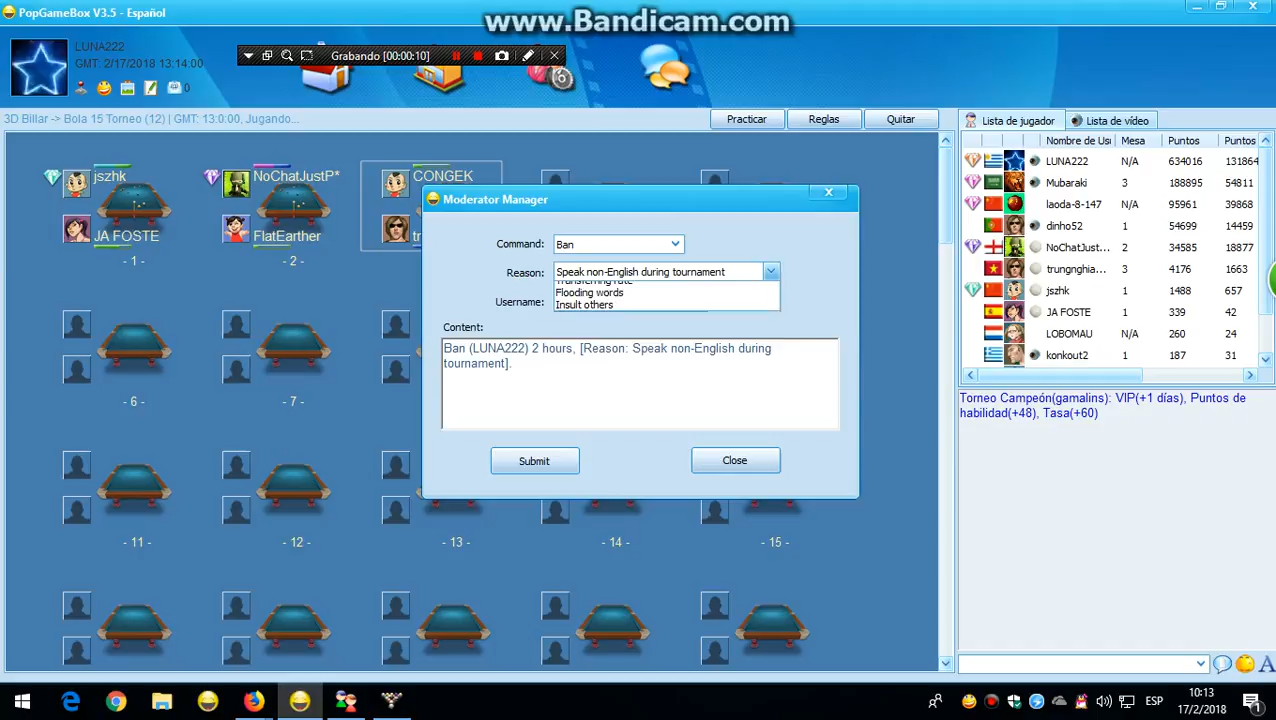 PopGameBox V3.5 - Español
www.Bandicam.com
LUNA222
GMT: 2/17/2018 13:14:00
0
Grabando [00:00:10]
3D Billar -> Bola 15 Torneo (12) | GMT: 13:0:00, Jugando...
Practicar
Reglas
Quitar
jszhk
JA FOSTE
- 1 -
NoChatJustP*
FlatEarther
- 2 -
CONGEK
- 6 -
- 7 -
- 11 -
- 12 -
- 13 -
- 14 -
- 15 -
Moderator Manager
Command:
Ban
Reason:
Speak non-English during tournament
Transferring rate
Flooding words
Insult others
Username:
Content:
Ban (LUNA222) 2 hours, [Reason: Speak non-English during
tournament].
Submit
Close
Lista de jugador
Lista de vídeo
Nombre de Usu Mesa Puntos Puntos
LUNA222 N/A 634016 131864
Mubaraki 3 188895 54811
laoda-8-147 N/A 95961 39868
dinho52 1 54699 14489
NoChatJust... 2 34585 18877
trungnghia... 3 4176 1663
jszhk 1 1488 657
JA FOSTE 1 339 42
LOBOMAU N/A 260 24
konkout2 1 187 31
Torneo Campeón(gamalins): VIP(+1 días), Puntos de
habilidad(+48), Tasa(+60)
A
ESP
10:13
17/2/2018
1